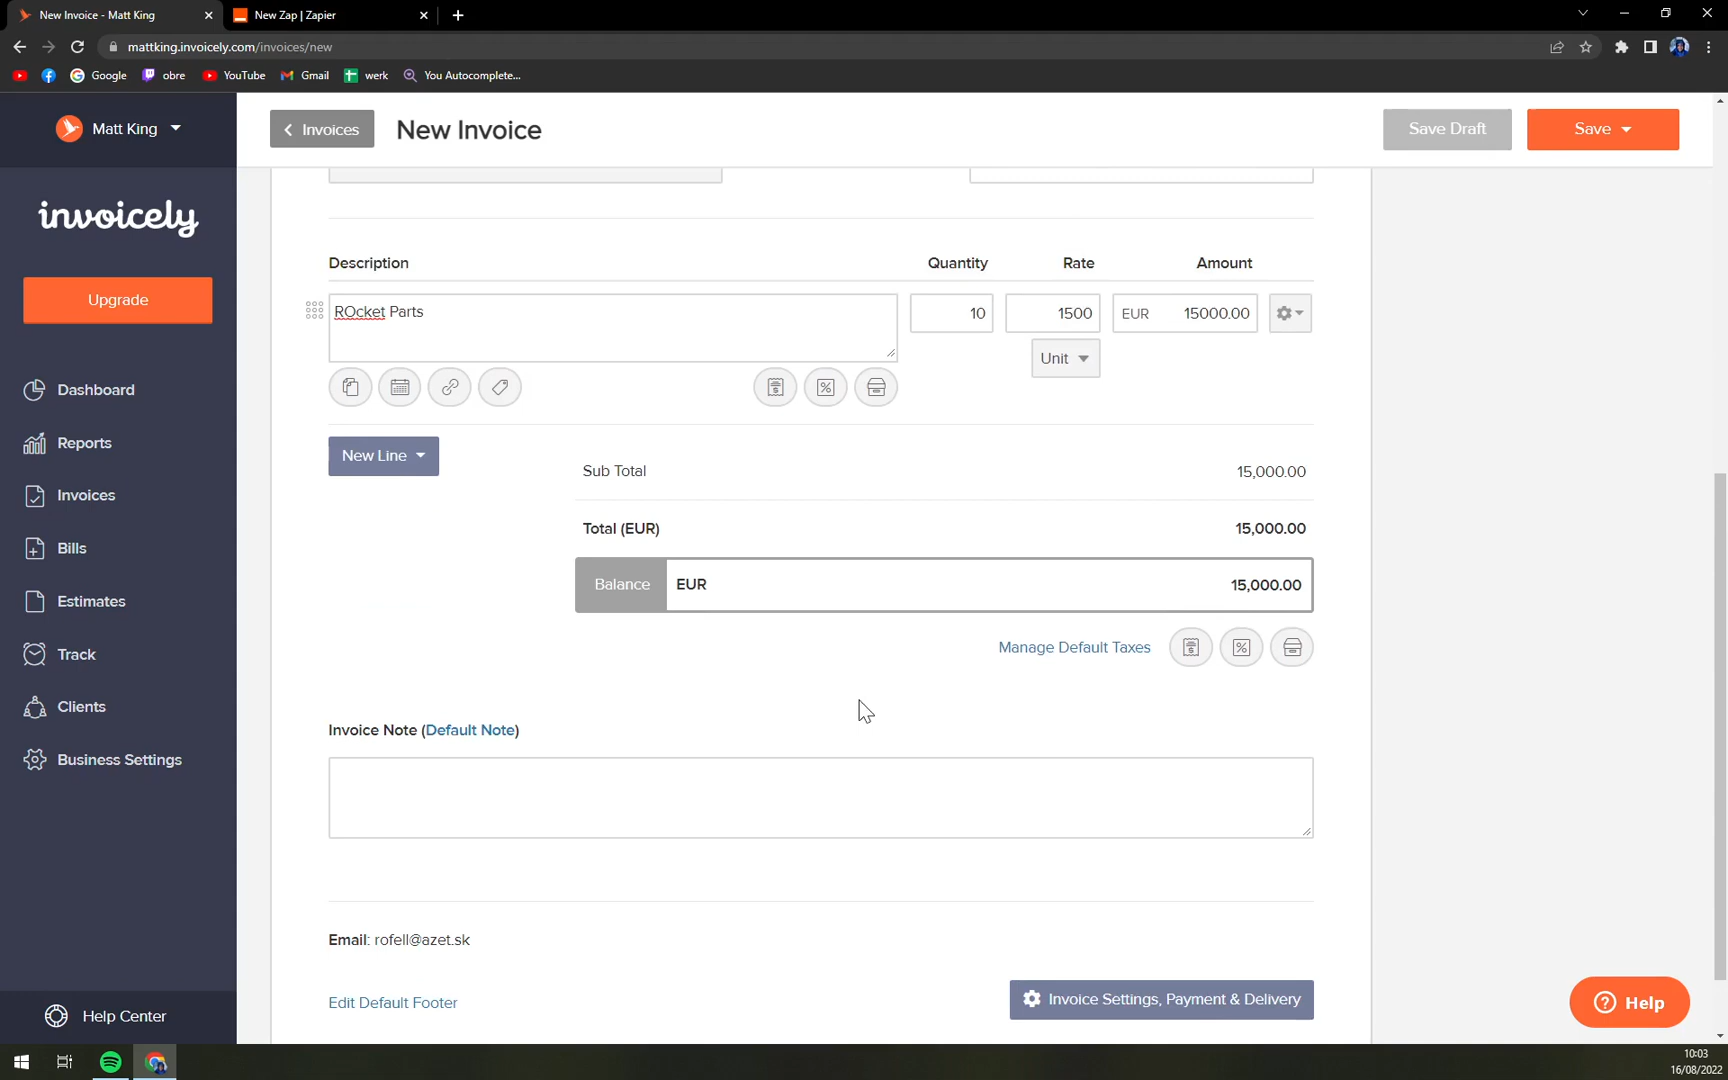 New Invoice - Matt King
New Zap | Zapier
mattking.invoicely.com/invoices/new
Google
obre
YouTube
Gmail
werk
You Autocomplete...
Matt King
Invoices
New Invoice
Save Draft
Save
invoicely
Upgrade
Dashboard
Reports
Invoices
Bills
Estimates
Track
Clients
Business Settings
Help Center
Description
Quantity
Rate
Amount
ROcket Parts
10
1500
EUR
15000.00
Unit
New Line
Sub Total
15,000.00
Total (EUR)
15,000.00
Balance
EUR
15,000.00
Manage Default Taxes
Invoice Note (Default Note)
Email: rofell@azet.sk
Edit Default Footer
Invoice Settings, Payment & Delivery
Help
10:03
16/08/2022